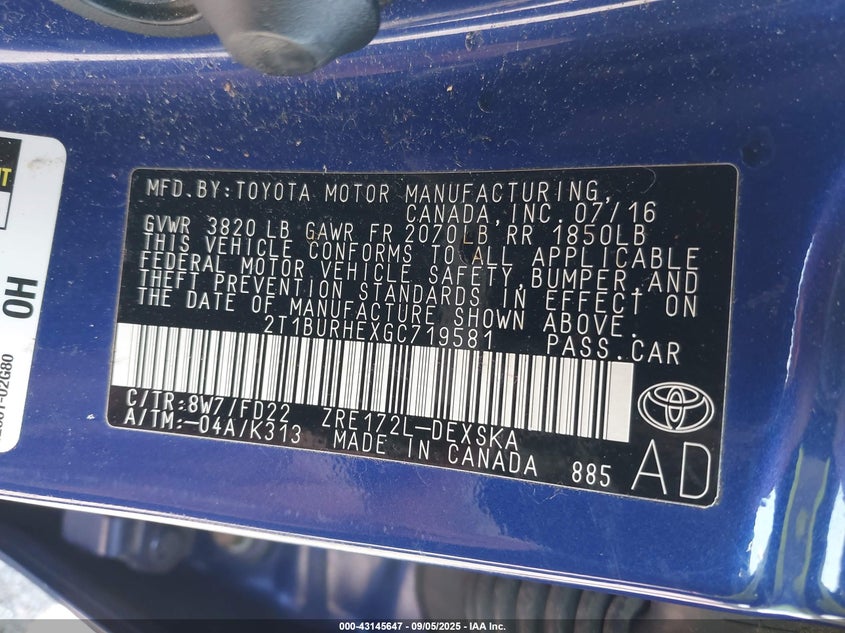 MFD.BY:TOYOTA MOTOR MANUFACTURING,
CANADA,INC.07/16
GVWR 3820 LB GAWR FR 2070LB RR 1850LB
THIS VEHICLE CONFORMS TO ALL APPLICABLE
FEDERAL MOTOR VEHICLE SAFETY,BUMPER,AND
THEFT PREVENTION STANDARDS IN EFFECT ON
THE DATE OF MANUFACTURE SHOWN ABOVE.
2T1BURHEXGC719581 PASS.CAR
C/TR:8W7/FD22 ZRE172L-DEXSKA
A/TM:-04A/K313 MADE IN CANADA 885
AD
OH
-02G80
000-43145647 - 09/05/2025 - IAA Inc.